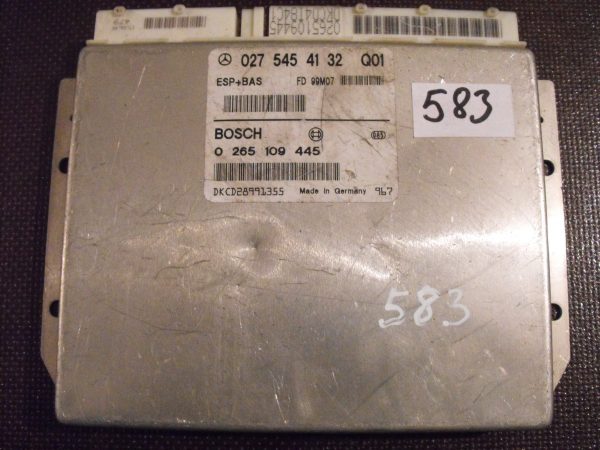 0265109445
027 545 41 32 Q01
ESP+BAS FD 99M07
583
BOSCH
0 265 109 445
DKCD28991355 Made in Germany 967
583